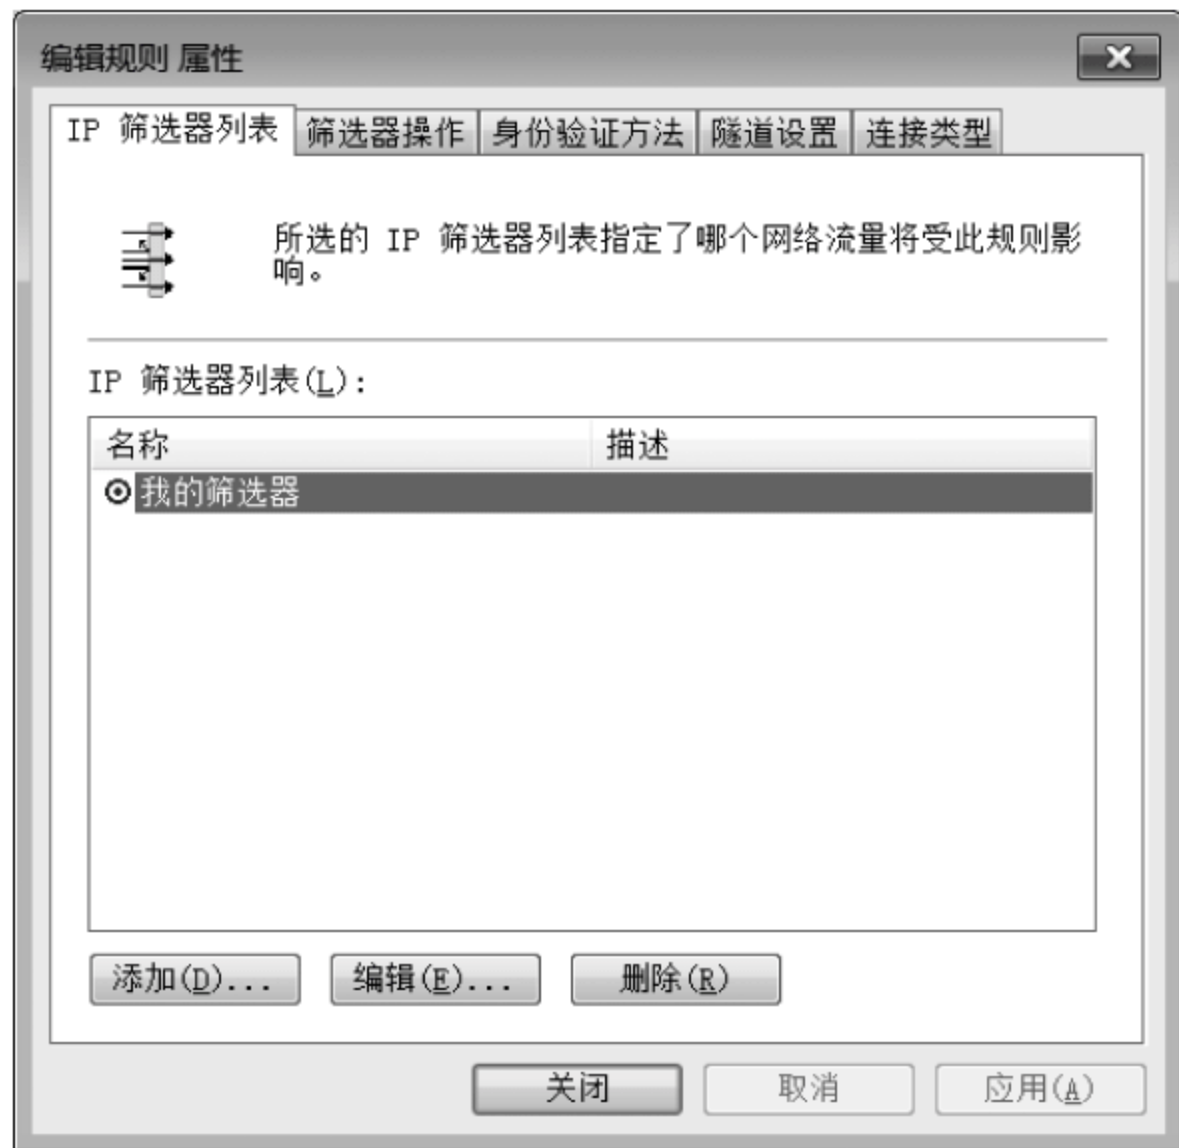 编辑规则 属性
IP 筛选器列表 筛选器操作 身份验证方法 隧道设置 连接类型
所选的 IP 筛选器列表指定了哪个网络流量将受此规则影
响。
IP 筛选器列表(L):
名称 描述
我的筛选器
添加(D)... 编辑(E)... 删除(R)
关闭 取消 应用(A)